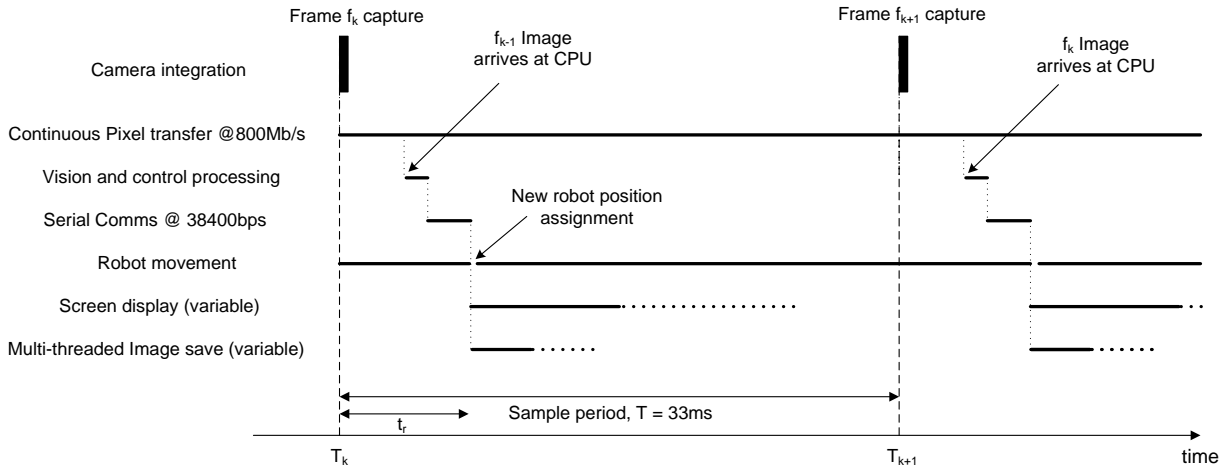 Frame fk capture
Frame fk+1 capture
fk-1 Image
arrives at CPU
fk Image
arrives at CPU
Camera integration
Continuous Pixel transfer @800Mb/s
Vision and control processing
New robot position
assignment
Serial Comms @ 38400bps
Robot movement
Screen display (variable)
Multi-threaded Image save (variable)
Sample period, T = 33ms
tr
Tk
Tk+1
time